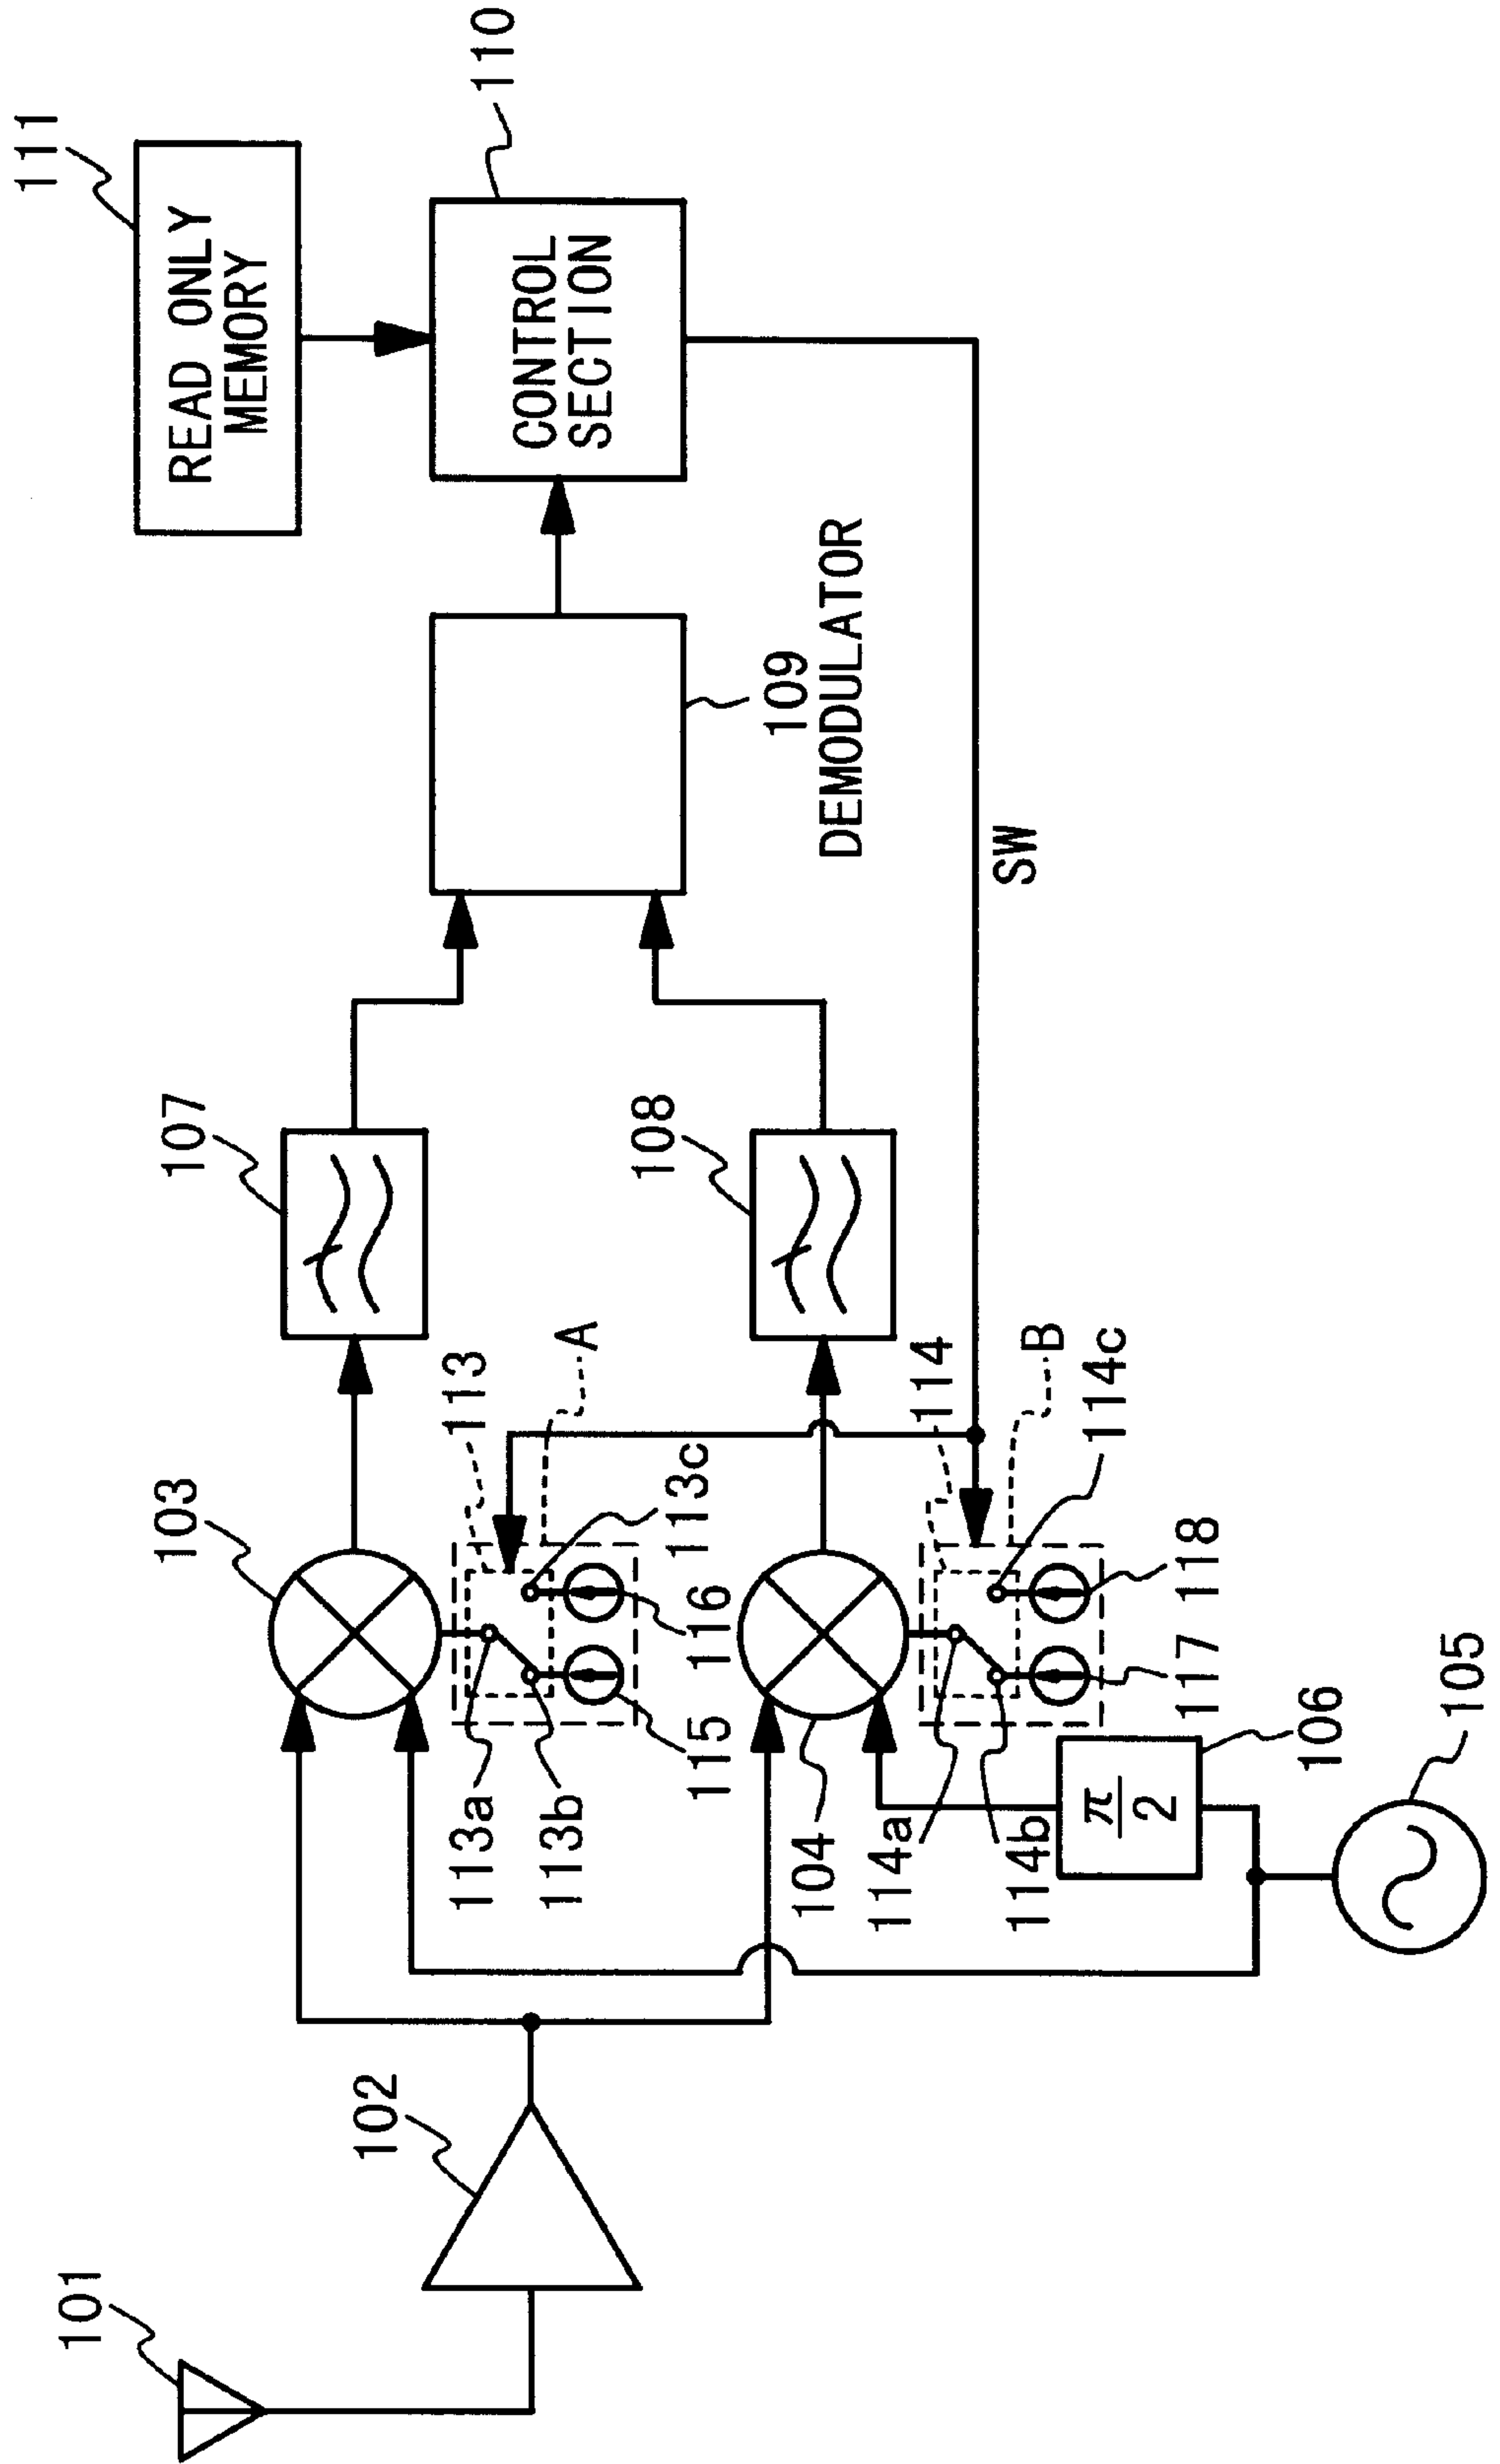 111
READ ONLY
MEMORY
110
CONTROL
SECTION
109
DEMODULATOR
SW
107
108
103
113
A
113c
116
115
113a
113b
114
B
114c
118
117
104
114a
114b
π
2
106
105
102
101